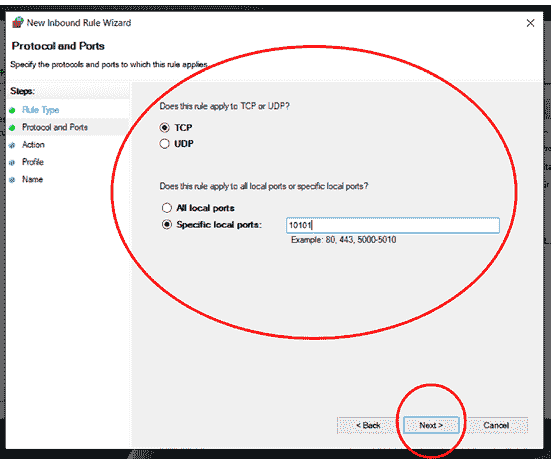 New Inbound Rule Wizard
Protocol and Ports
Specify the protocols and ports to which this rule applies.
Steps:
Rule Type
Protocol and Ports
Action
Profile
Name
Does this rule apply to TCP or UDP?
TCP
UDP
Does this rule apply to all local ports or specific local ports?
All local ports
Specific local ports:
10101
Example: 80, 443, 5000-5010
< Back
Next >
Cancel